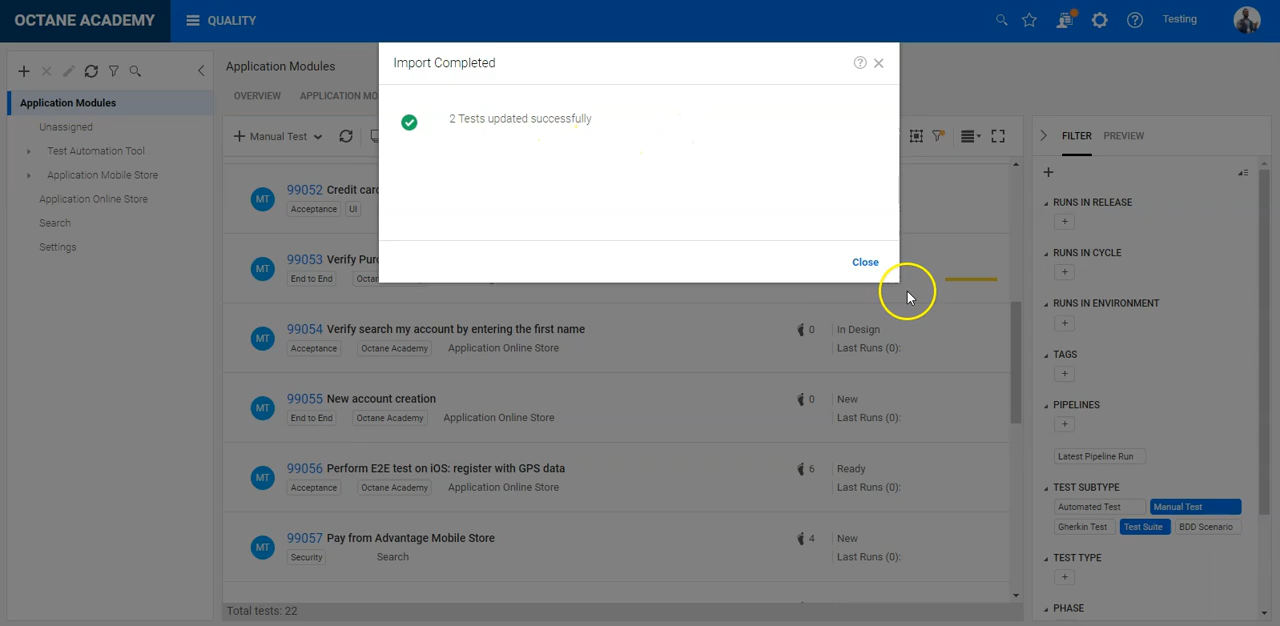 OCTANE ACADEMY
QUALITY
Testing
Application Modules
Unassigned
Test Automation Tool
Application Mobile Store
Application Online Store
Search
Settings
Application Modules
OVERVIEW
APPLICATION MO
Manual Test
Import Completed
2 Tests updated successfully
Close
MT
99052 Credit car
Acceptance
UI
MT
99053 Verify Pur
End to End
MT
99054 Verify search my account by entering the first name
0
In Design
Acceptance
Octane Academy
Application Online Store
Last Runs (0):
MT
99055 New account creation
0
New
End to End
Octane Academy
Application Online Store
Last Runs (0):
MT
99056 Perform E2E test on iOS: register with GPS data
6
Ready
Acceptance
Octane Academy
Application Online Store
Last Runs (0):
MT
99057 Pay from Advantage Mobile Store
4
New
Security
Search
Last Runs (0):
Total tests: 22
FILTER
PREVIEW
RUNS IN RELEASE
RUNS IN CYCLE
RUNS IN ENVIRONMENT
TAGS
PIPELINES
Latest Pipeline Run
TEST SUBTYPE
Automated Test
Manual Test
Gherkin Test
Test Suite
BDD Scenario
TEST TYPE
PHASE